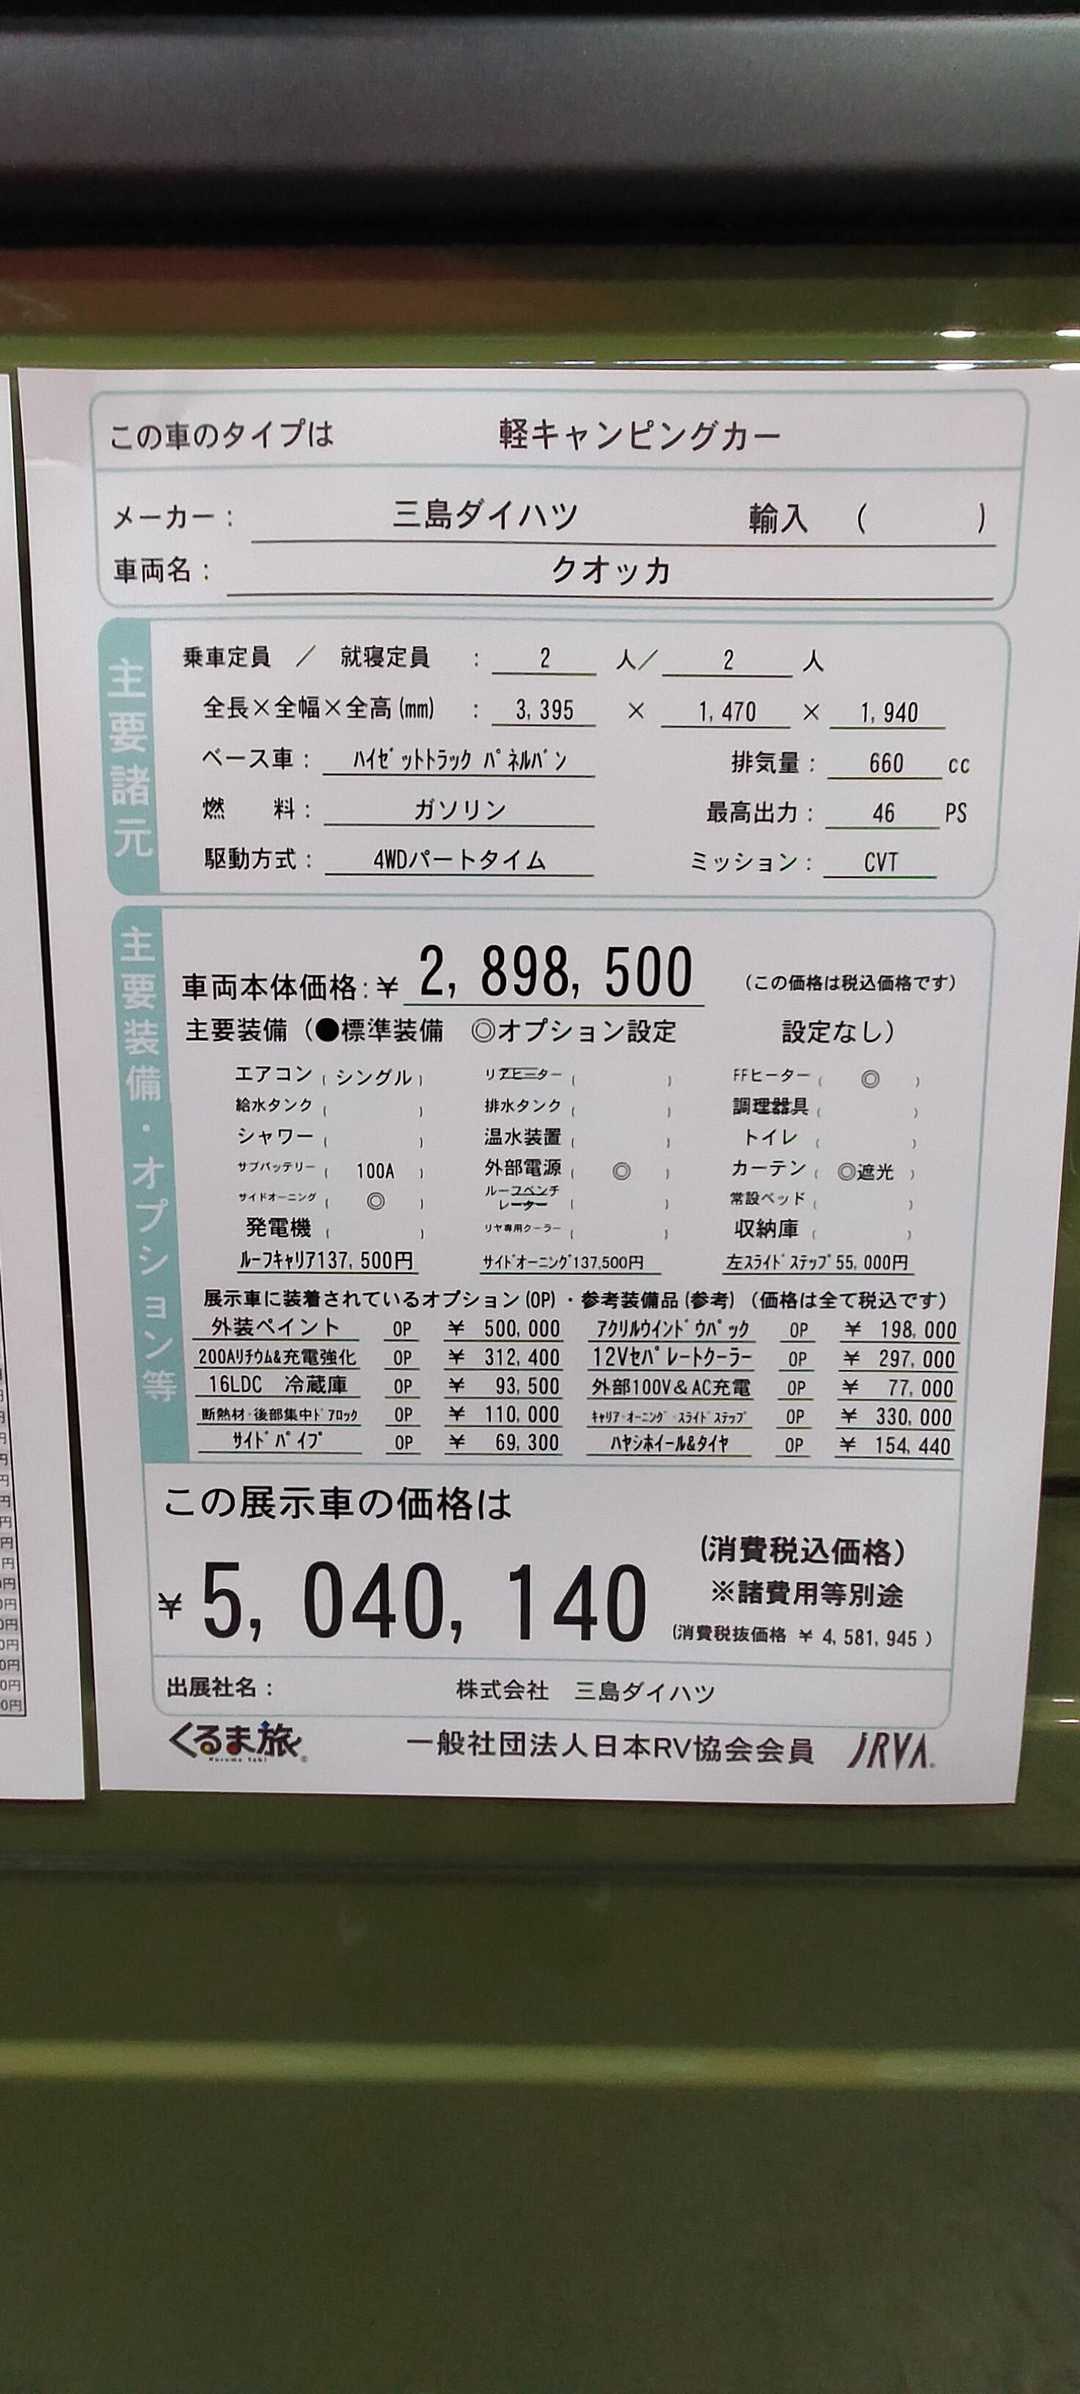 この車のタイプは 軽キャンピングカー
メーカー: 三島ダイハツ 輸入 ( )
車両名: クオッカ
主要諸元
乗車定員 / 就寝定員 : 2 人/ 2 人
全長×全幅×全高(mm) : 3,395 × 1,470 × 1,940
ベース車: ﾊｲｾﾞｯﾄﾄﾗｯｸ ﾊﾟﾈﾙﾊﾞﾝ 排気量: 660 cc
燃 料: ガソリン 最高出力: 46 PS
駆動方式: 4WDパートタイム ミッション: CVT
主要装備・オプション等
車両本体価格:¥ 2,898,500 (この価格は税込価格です)
主要装備 (●標準装備 ◎オプション設定 設定なし)
エアコン(シングル) リアヒーター( ) FFヒーター( ◎ )
給水タンク( ) 排水タンク( ) 調理器具( )
シャワー( ) 温水装置( ) トイレ( )
サブバッテリー( 100A ) 外部電源( ◎ ) カーテン( ◎遮光 )
サイドオーニング( ◎ ) ルーフベンチレーター( ) 常設ベッド( )
発電機( ) リヤ専用クーラー( ) 収納庫( )
ﾙｰﾌｷｬﾘｱ137,500円 ｻｲﾄﾞｵｰﾆﾝｸﾞ137,500円 左ｽﾗｲﾄﾞｽﾃｯﾌﾟ55,000円
展示車に装着されているオプション(OP)・参考装備品(参考) (価格は全て税込です)
外装ペイント OP ¥ 500,000 ｱｸﾘﾙｳｲﾝﾄﾞｳﾊﾟｯｸ OP ¥ 198,000
200Aﾘﾁｳﾑ&充電強化 OP ¥ 312,400 12Vｾﾊﾟﾚｰﾄｸｰﾗｰ OP ¥ 297,000
16LDC 冷蔵庫 OP ¥ 93,500 外部100V&AC充電 OP ¥ 77,000
断熱材･後部集中ﾄﾞｱﾛｯｸ OP ¥ 110,000 ｷｬﾘｱ･ｵｰﾆﾝｸﾞ･ｽﾗｲﾄﾞｽﾃｯﾌﾟ OP ¥ 330,000
ｻｲﾄﾞﾊﾟｲﾌﾟ OP ¥ 69,300 ﾊﾔｼﾎｲｰﾙ&ﾀｲﾔ OP ¥ 154,440
この展示車の価格は
¥ 5,040,140 (消費税込価格)
※諸費用等別途
(消費税抜価格 ¥ 4,581,945 )
出展社名: 株式会社 三島ダイハツ
くるま旅 Kuruma Tabi 一般社団法人日本RV協会会員 JRVA